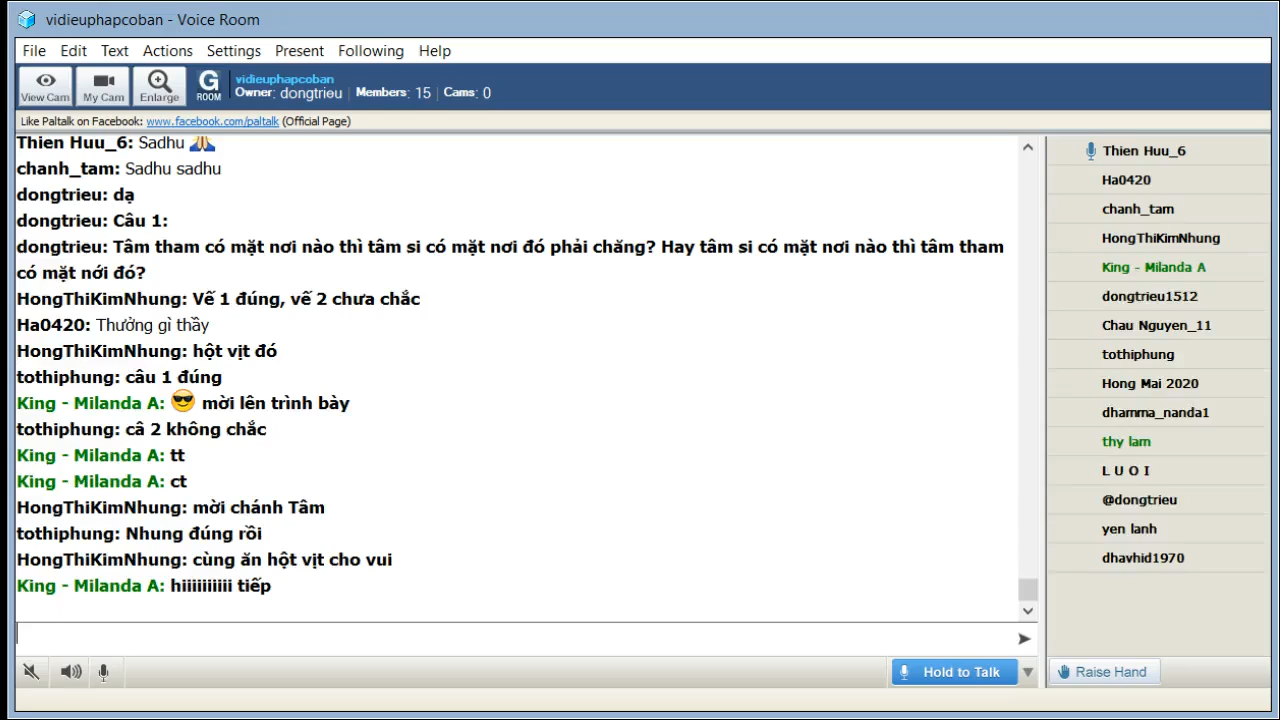 vidieuphapcoban - Voice Room
File Edit Text Actions Settings Present Following Help
View Cam My Cam Enlarge G ROOM vidieuphapcoban
Owner: dongtrieu Members: 15 Cams: 0
Like Paltalk on Facebook: www.facebook.com/paltalk (Official Page)
Thien Huu_6: Sadhu 🙏
chanh_tam: Sadhu sadhu
dongtrieu: dạ
dongtrieu: Câu 1:
dongtrieu: Tâm tham có mặt nơi nào thì tâm si có mặt nơi đó phải chăng? Hay tâm si có mặt nơi nào thì tâm tham
có mặt nới đó?
HongThiKimNhung: Vế 1 đúng, vế 2 chưa chắc
Ha0420: Thưởng gì thầy
HongThiKimNhung: hột vịt đó
tothiphung: câu 1 đúng
King - Milanda A: 😎 mời lên trình bày
tothiphung: câ 2 không chắc
King - Milanda A: tt
King - Milanda A: ct
HongThiKimNhung: mời chánh Tâm
tothiphung: Nhung đúng rồi
HongThiKimNhung: cùng ăn hột vịt cho vui
King - Milanda A: hiiiiiiiiii tiếp
Thien Huu_6
Ha0420
chanh_tam
HongThiKimNhung
King - Milanda A
dongtrieu1512
Chau Nguyen_11
tothiphung
Hong Mai 2020
dhamma_nanda1
thy lam
L U O I
@dongtrieu
yen lanh
dhavhid1970
Hold to Talk
Raise Hand